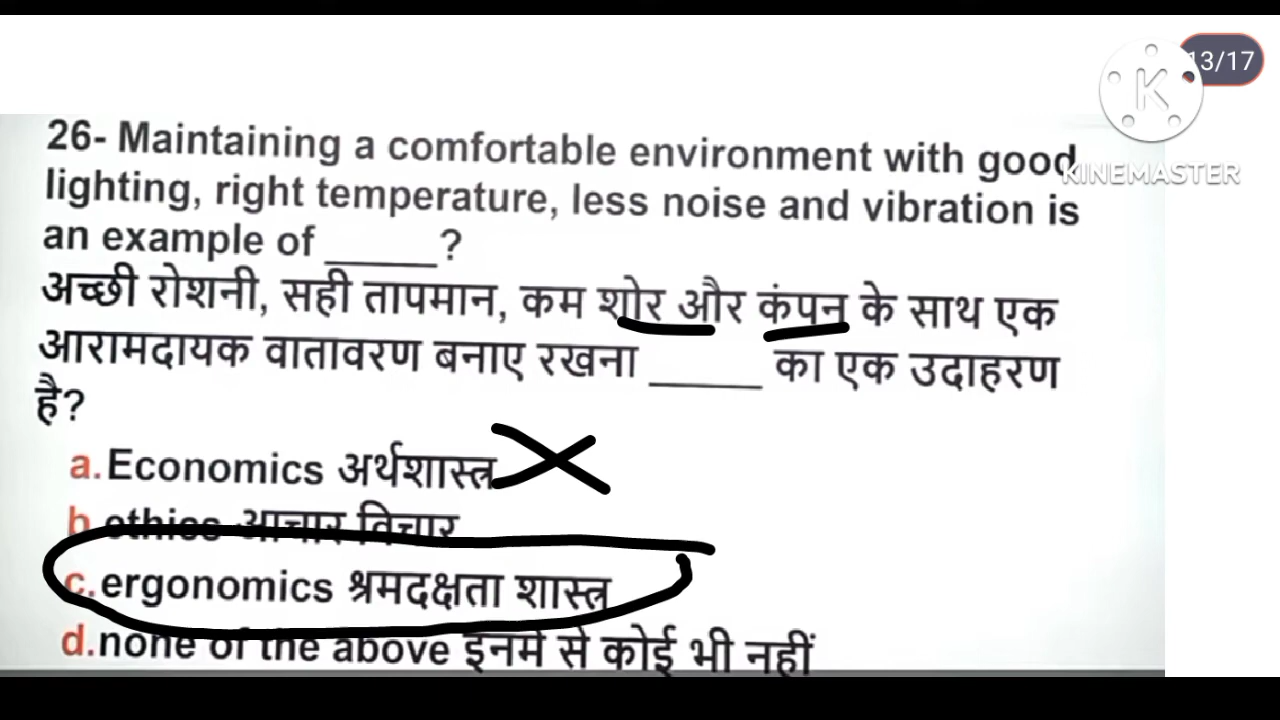 13/17
K
KINEMASTER
26- Maintaining a comfortable environment with good
lighting, right temperature, less noise and vibration is
an example of _____?
अच्छी रोशनी, सही तापमान, कम शोर और कंपन के साथ एक
आरामदायक वातावरण बनाए रखना _____ का एक उदाहरण
है?
a.Economics अर्थशास्त्र
b.ethics आचार विचार
c.ergonomics श्रमदक्षता शास्त्र
d.none of the above इनमे से कोई भी नहीं